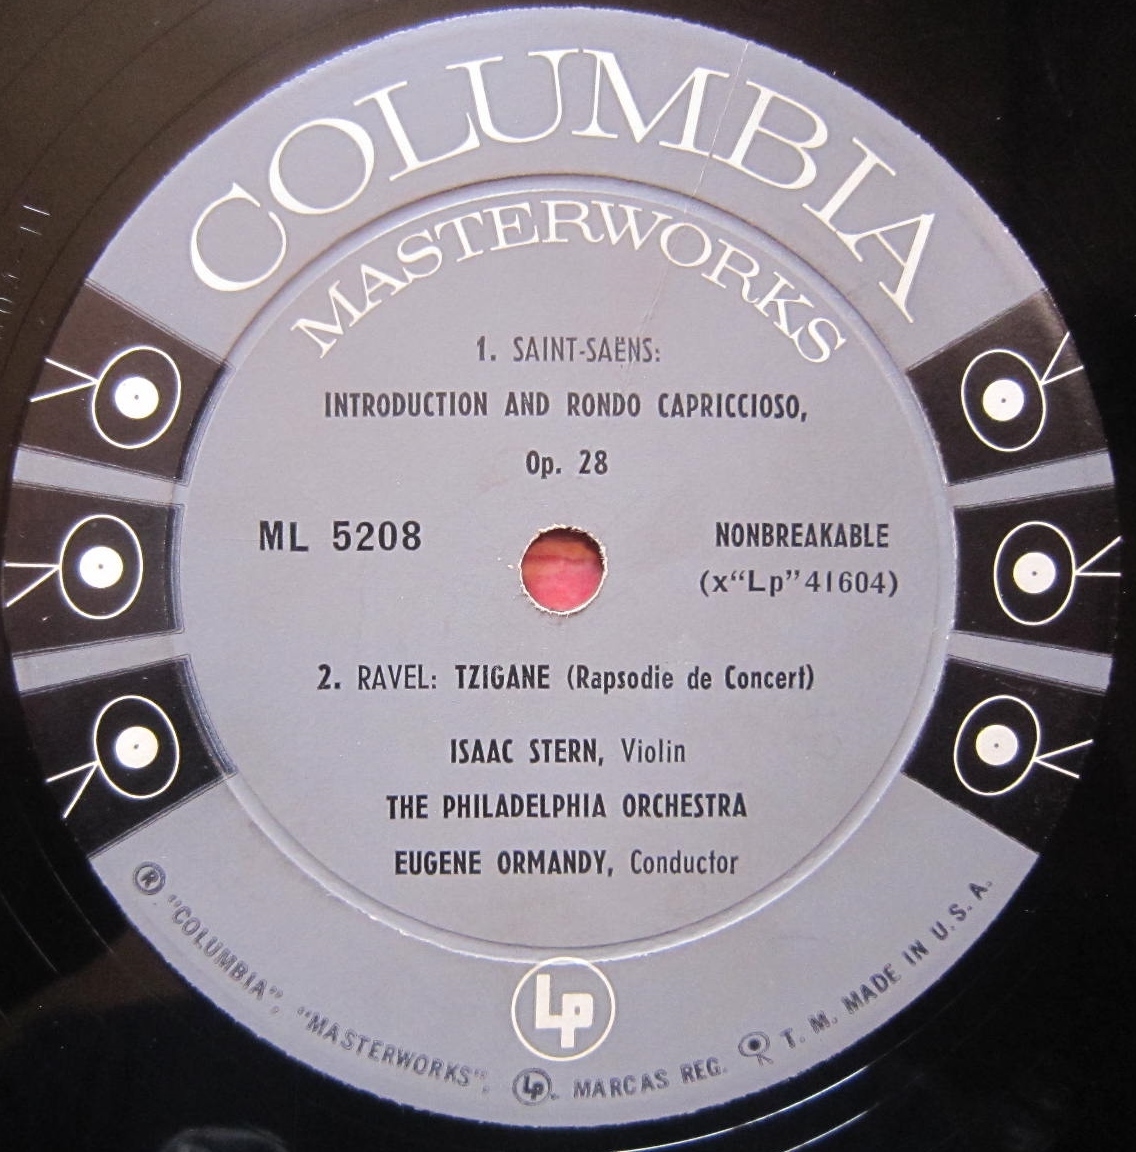 COLUMBIA
MASTERWORKS
1. SAINT-SAËNS:
INTRODUCTION AND RONDO CAPRICCIOSO,
Op. 28
ML 5208
NONBREAKABLE
(x“Lp”41604)
2. RAVEL: TZIGANE (Rapsodie de Concert)
ISAAC STERN, Violin
THE PHILADELPHIA ORCHESTRA
EUGENE ORMANDY, Conductor
Lp
® “COLUMBIA”, “MASTERWORKS”, Lp, MARCAS REG. T. M. MADE IN U.S.A.